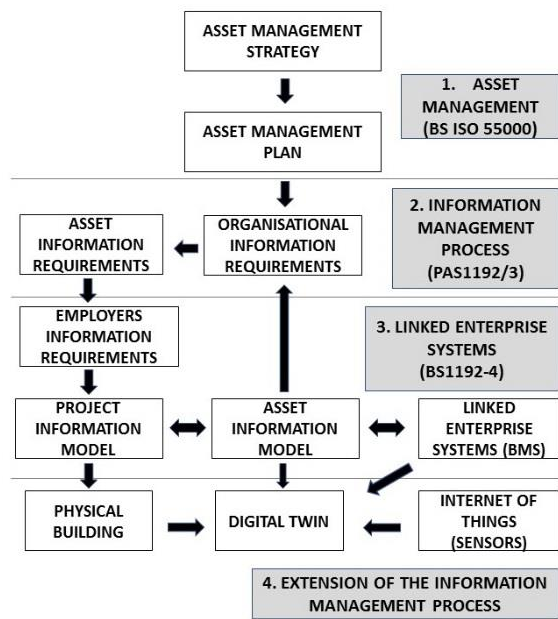 ASSET MANAGEMENT
STRATEGY
1. ASSET
MANAGEMENT
(BS ISO 55000)
ASSET MANAGEMENT
PLAN
ASSET
INFORMATION
REQUIREMENTS
ORGANISATIONAL
INFORMATION
REQUIREMENTS
2. INFORMATION
MANAGEMENT
PROCESS
(PAS1192/3)
EMPLOYERS
INFORMATION
REQUIREMENTS
3. LINKED ENTERPRISE
SYSTEMS
(BS1192-4)
PROJECT
INFORMATION
MODEL
ASSET
INFORMATION
MODEL
LINKED
ENTERPRISE
SYSTEMS (BMS)
PHYSICAL
BUILDING
DIGITAL TWIN
INTERNET OF
THINGS
(SENSORS)
4. EXTENSION OF THE INFORMATION
MANAGEMENT PROCESS